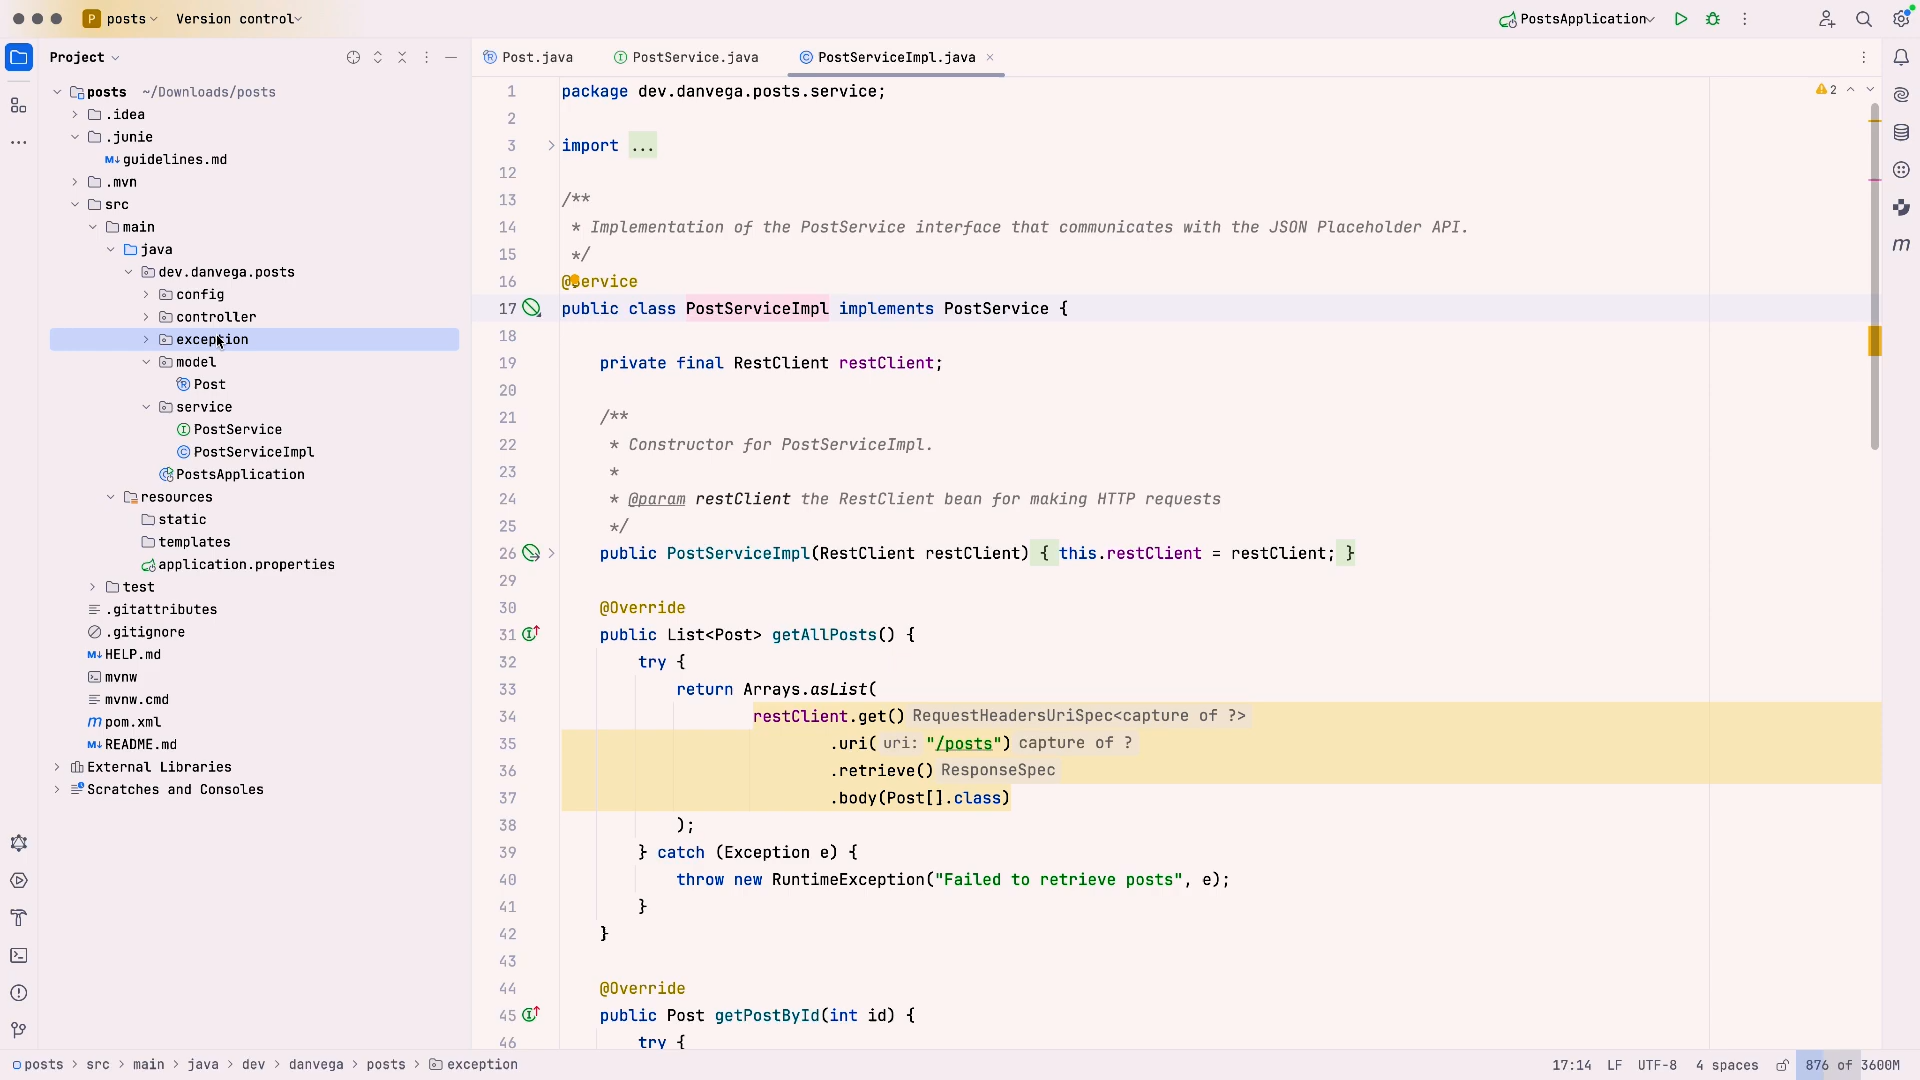 P posts Version control PostsApplication
Project
Post.java PostService.java PostServiceImpl.java
posts ~/Downloads/posts
.idea
.junie
guidelines.md
.mvn
src
main
java
dev.danvega.posts
config
controller
exception
model
Post
service
PostService
PostServiceImpl
PostsApplication
resources
static
templates
application.properties
test
.gitattributes
.gitignore
HELP.md
mvnw
mvnw.cmd
pom.xml
README.md
External Libraries
Scratches and Consoles
1 package dev.danvega.posts.service;
2
3 import ...
12
13 /**
14 * Implementation of the PostService interface that communicates with the JSON Placeholder API.
15 */
16 @Service
17 public class PostServiceImpl implements PostService {
18
19 private final RestClient restClient;
20
21 /**
22 * Constructor for PostServiceImpl.
23 *
24 * @param restClient the RestClient bean for making HTTP requests
25 */
26 public PostServiceImpl(RestClient restClient) { this.restClient = restClient; }
29
30 @Override
31 public List<Post> getAllPosts() {
32 try {
33 return Arrays.asList(
34 restClient.get() RequestHeadersUriSpec<capture of ?>
35 .uri( uri: "/posts") capture of ?
36 .retrieve() ResponseSpec
37 .body(Post[].class)
38 );
39 } catch (Exception e) {
40 throw new RuntimeException("Failed to retrieve posts", e);
41 }
42 }
43
44 @Override
45 public Post getPostById(int id) {
46 try {
2
posts > src > main > java > dev > danvega > posts > exception
17:14 LF UTF-8 4 spaces 876 of 3600M